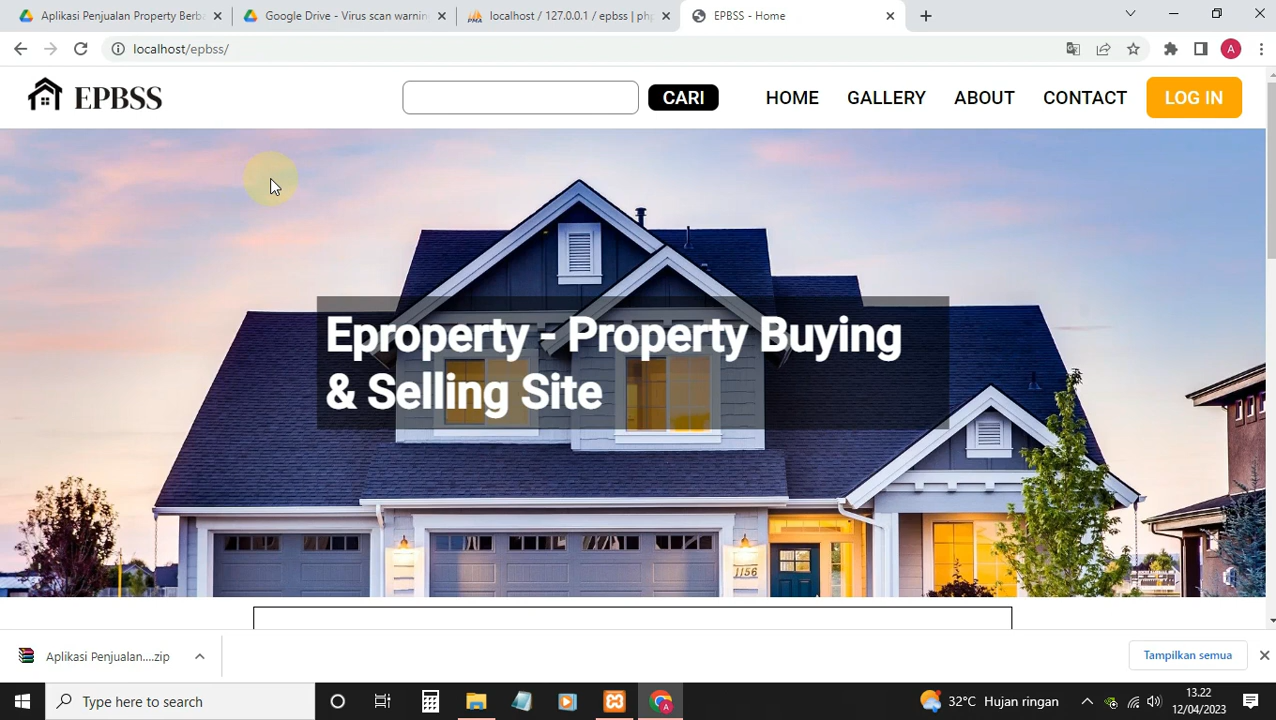 Aplikasi Penjualan Property Berba
Google Drive - Virus scan warnin
localhost / 127.0.0.1 / epbss | php
EPBSS - Home
localhost/epbss/
A
EPBSS
CARI
HOME
GALLERY
ABOUT
CONTACT
LOG IN
Eproperty - Property Buying
& Selling Site
1156
Aplikasi Penjualan....zip
Tampilkan semua
Type here to search
32°C Hujan ringan
13.22
12/04/2023